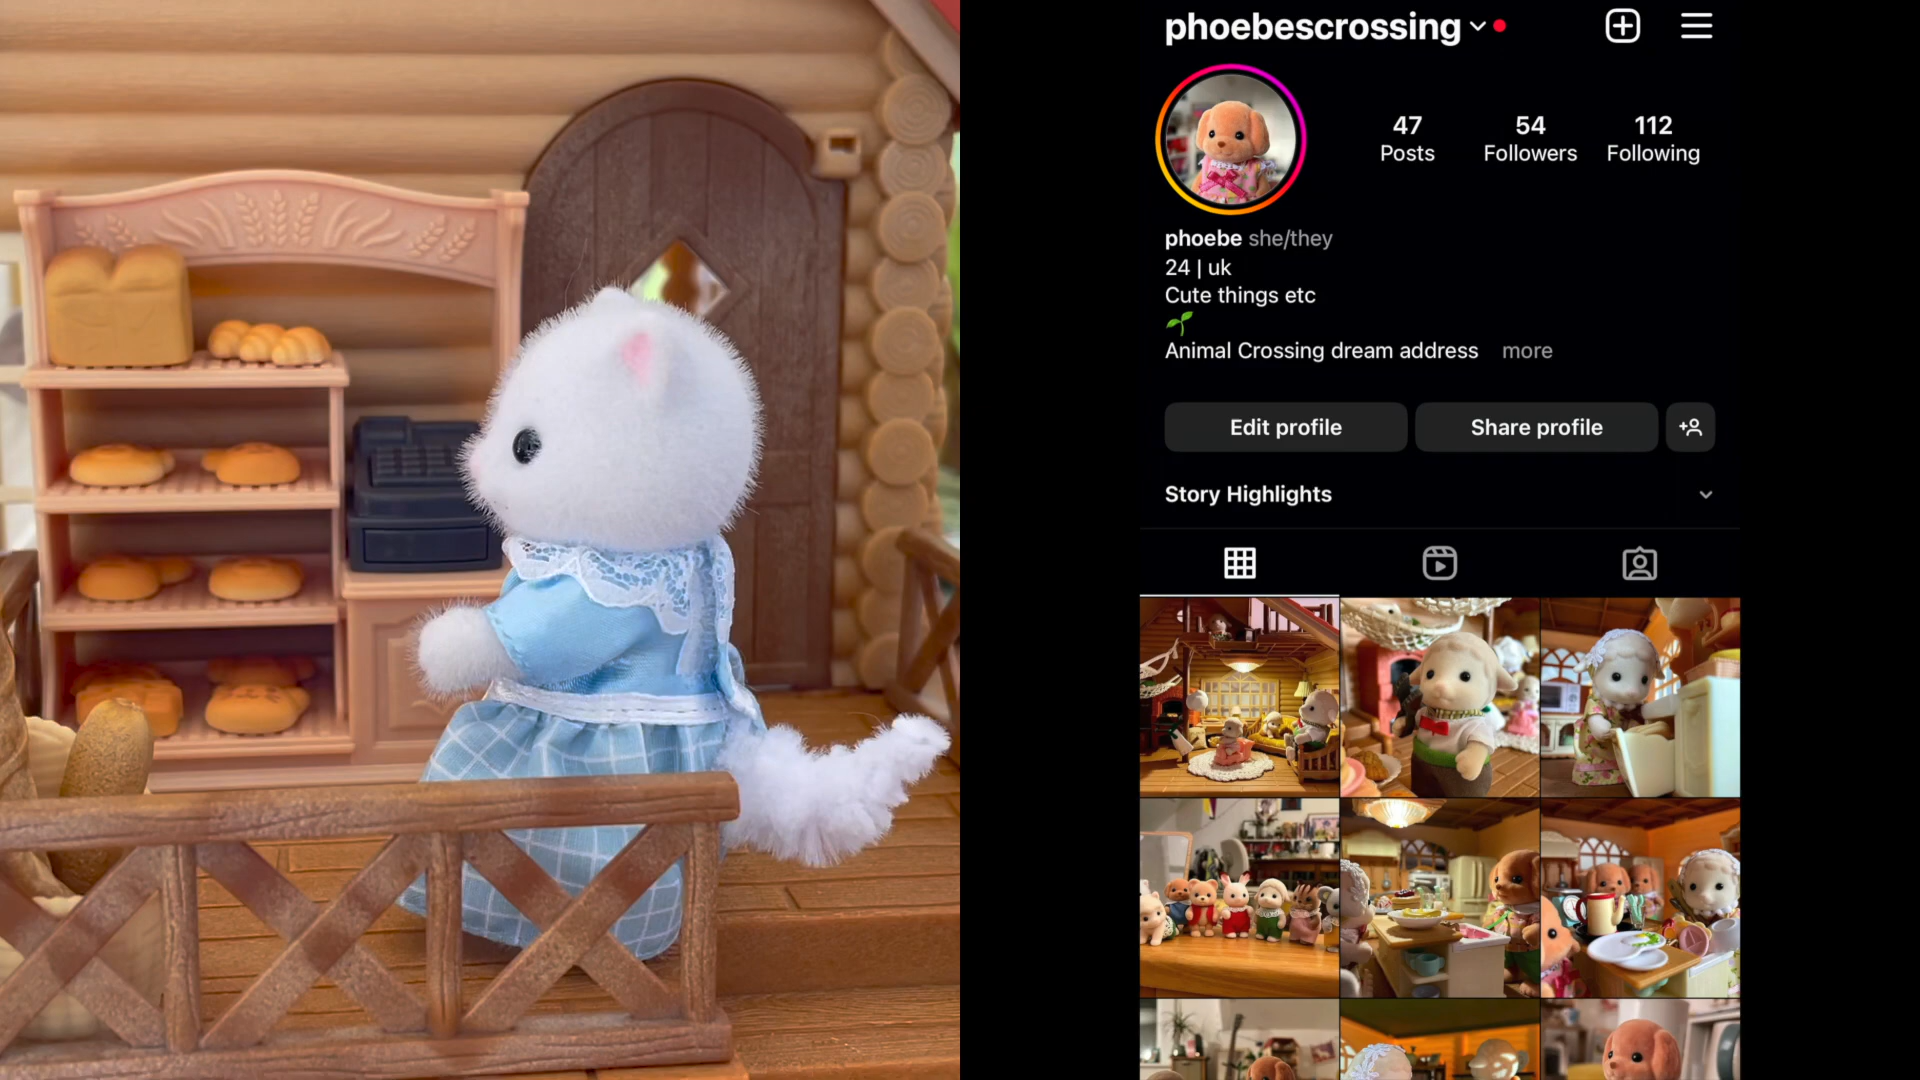 phoebescrossing
47 54 112
Posts Followers Following
phoebe she/they
24 | uk
Cute things etc
🌱
Animal Crossing dream address more
Edit profile Share profile
Story Highlights